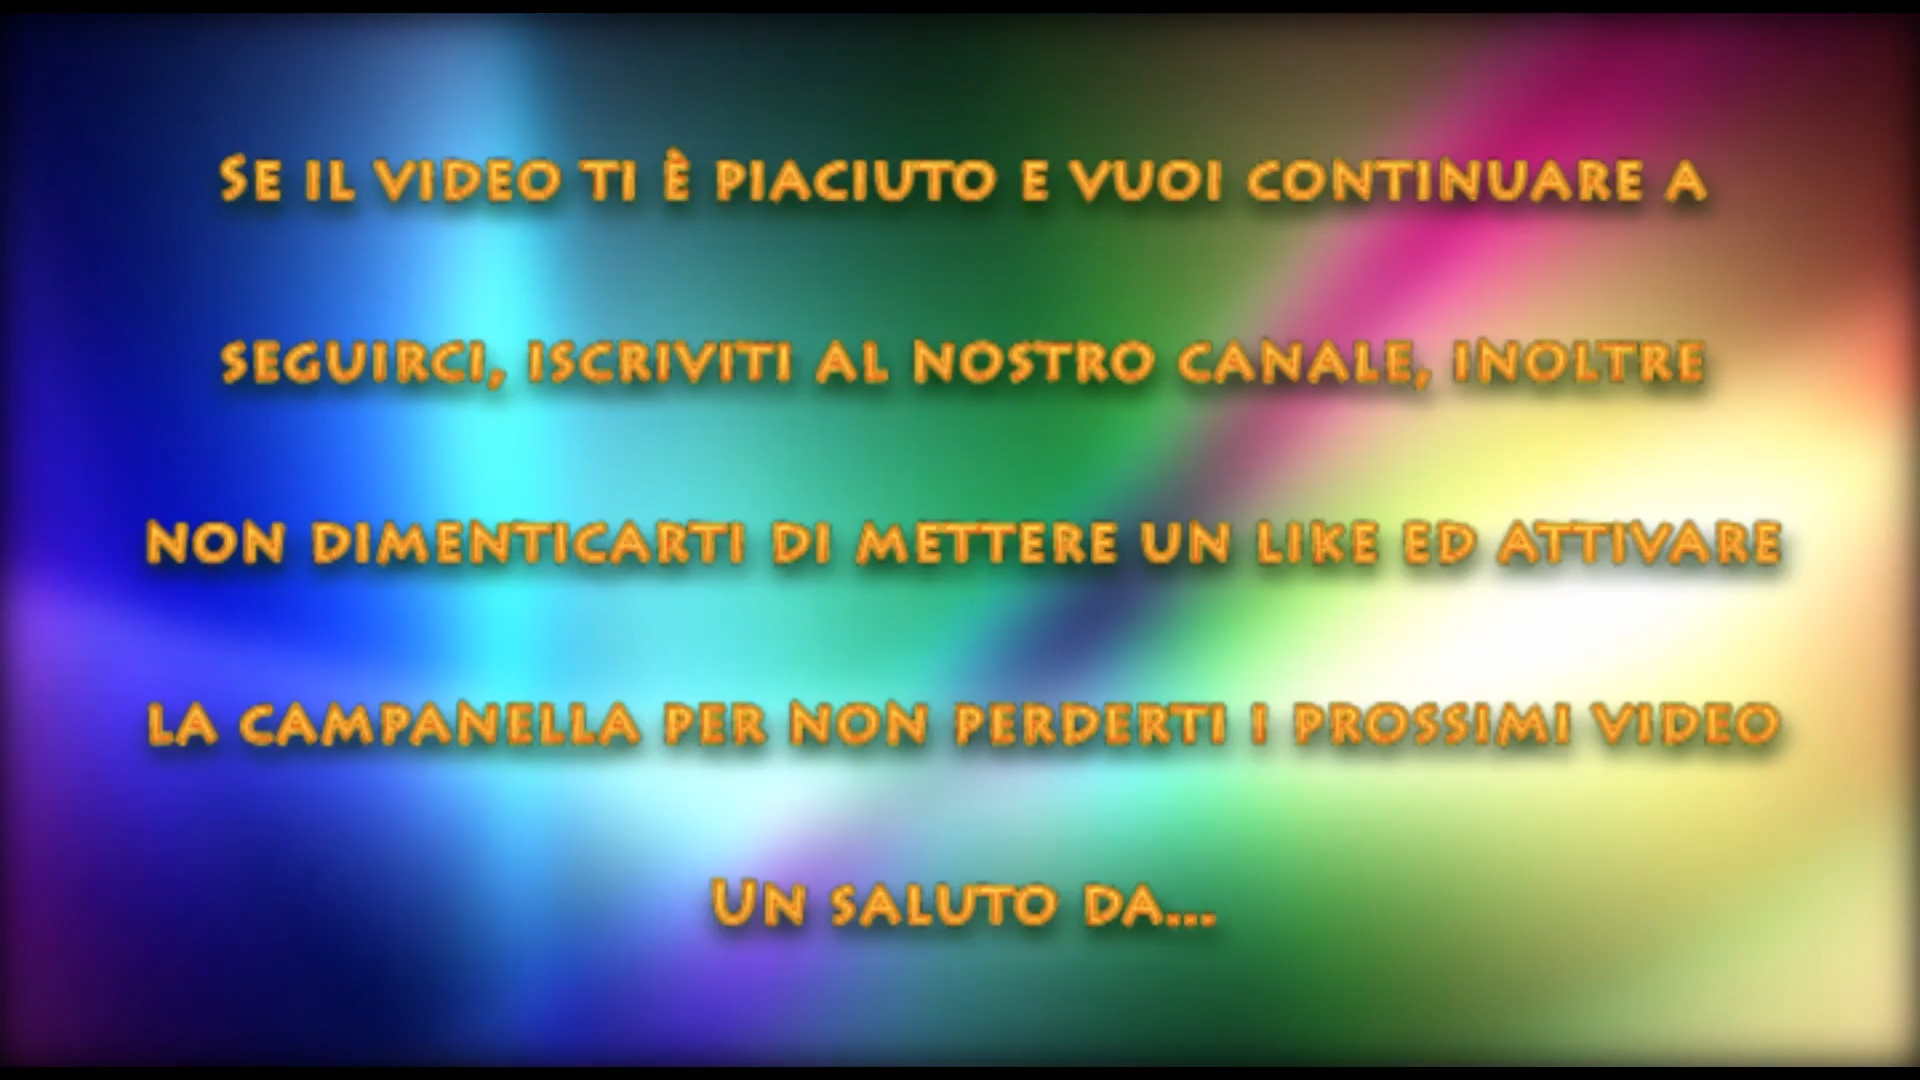 Se il video ti è piaciuto e vuoi continuare a
seguirci, iscriviti al nostro canale, inoltre
non dimenticarti di mettere un like ed attivare
la campanella per non perderti i prossimi video
Un saluto da...